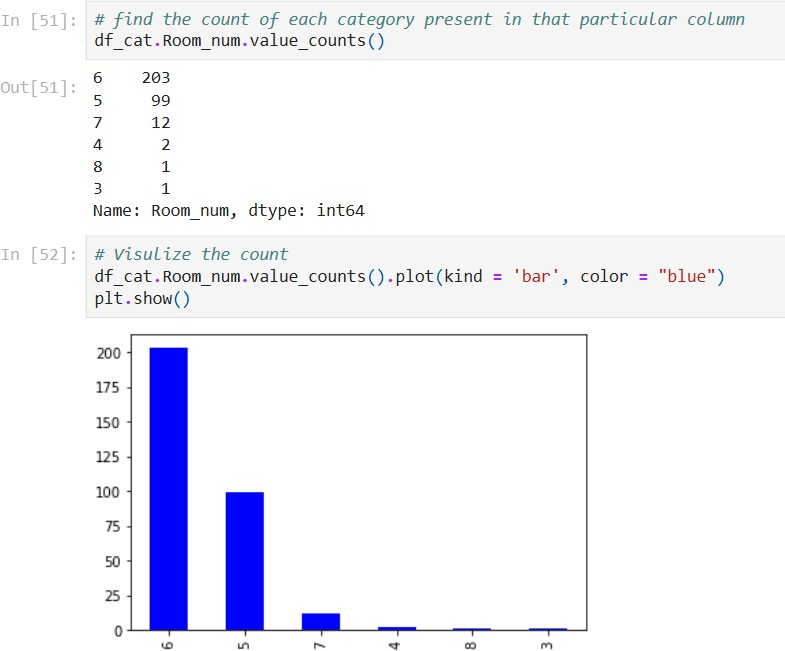 In [51]:
# find the count of each category present in that particular column
df_cat.Room_num.value_counts()
Out[51]:
6    203
5     99
7     12
4      2
8      1
3      1
Name: Room_num, dtype: int64
In [52]:
# Visulize the count
df_cat.Room_num.value_counts().plot(kind = 'bar', color = "blue")
plt.show()
200
175
150
125
100
75
50
25
0
6 5 7 4 8 3